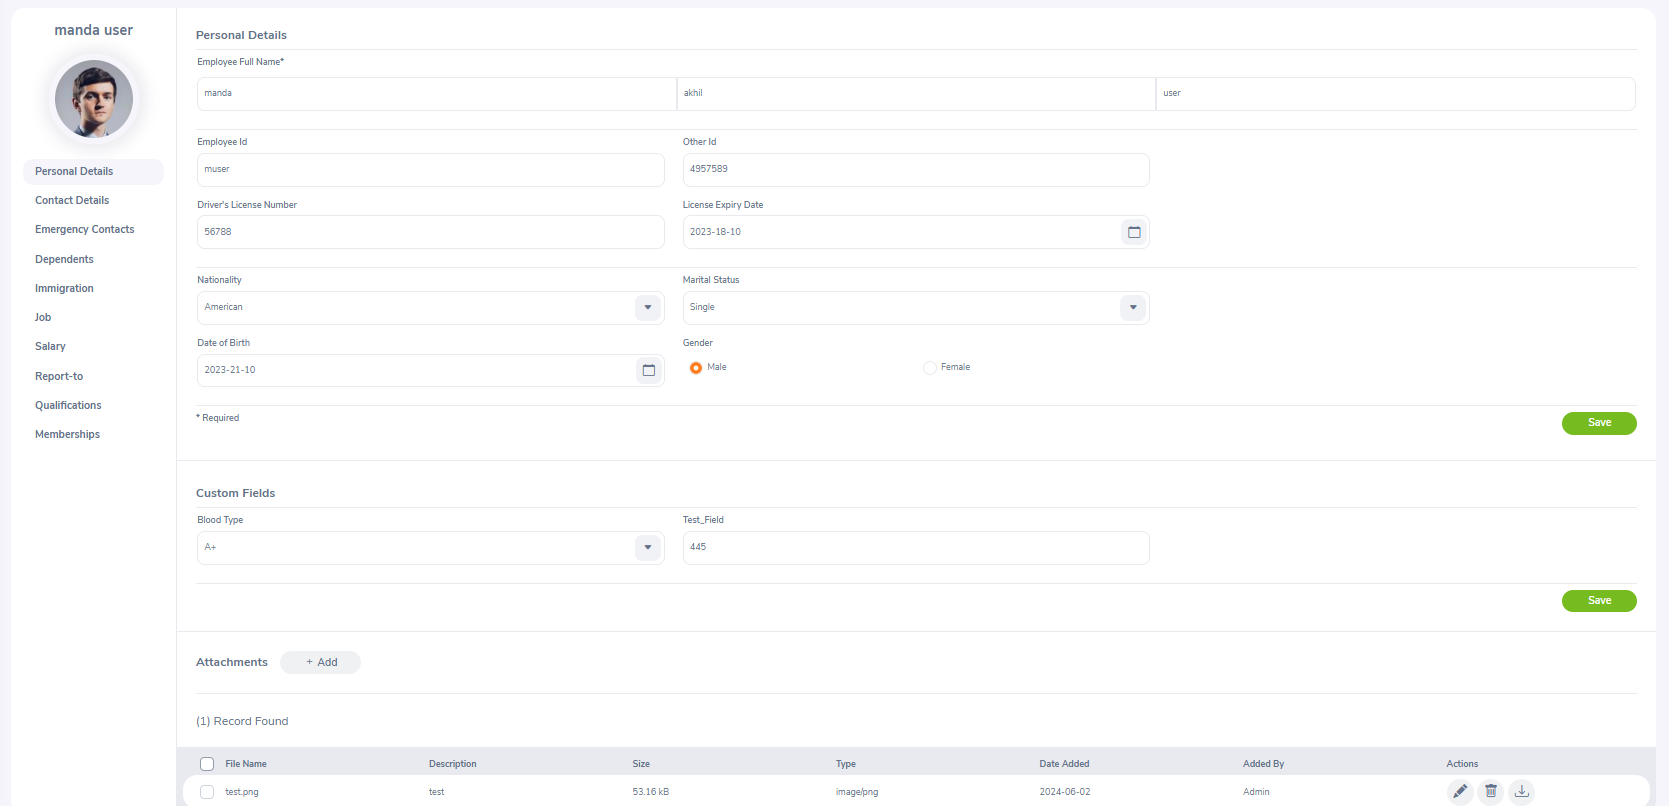 manda user
Personal Details
Contact Details
Emergency Contacts
Dependents
Immigration
Job
Salary
Report-to
Qualifications
Memberships
Personal Details
Employee Full Name*
manda akhil user
Employee Id Other Id
muser 4957589
Driver's License Number License Expiry Date
56788 2023-18-10
Nationality Marital Status
American Single
Date of Birth Gender
2023-21-10 Male Female
* Required
Save
Custom Fields
Blood Type Test_Field
A+ 445
Save
Attachments + Add
(1) Record Found
File Name Description Size Type Date Added Added By Actions
test.png test 53.16 kB image/png 2024-06-02 Admin